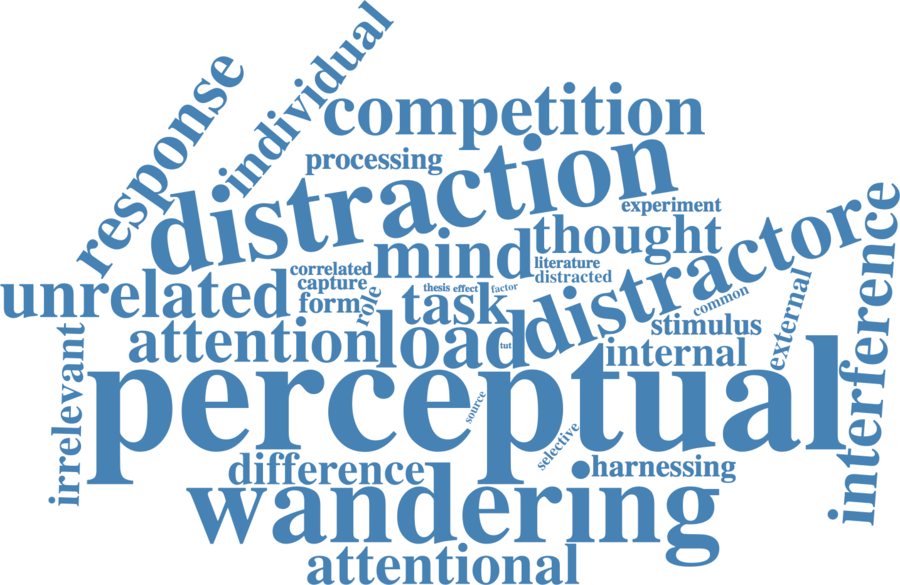 individual
response
competition
processing
distraction
experiment
thought
mind
distractore
literature
correlated
distracted
capture
unrelated
thesis
effect
factor
form
role
task
common
external
stimulus
interference
attention
load
tut
internal
irrelevant
perceptual
source
selective
difference
harnessing
wandering
attentional